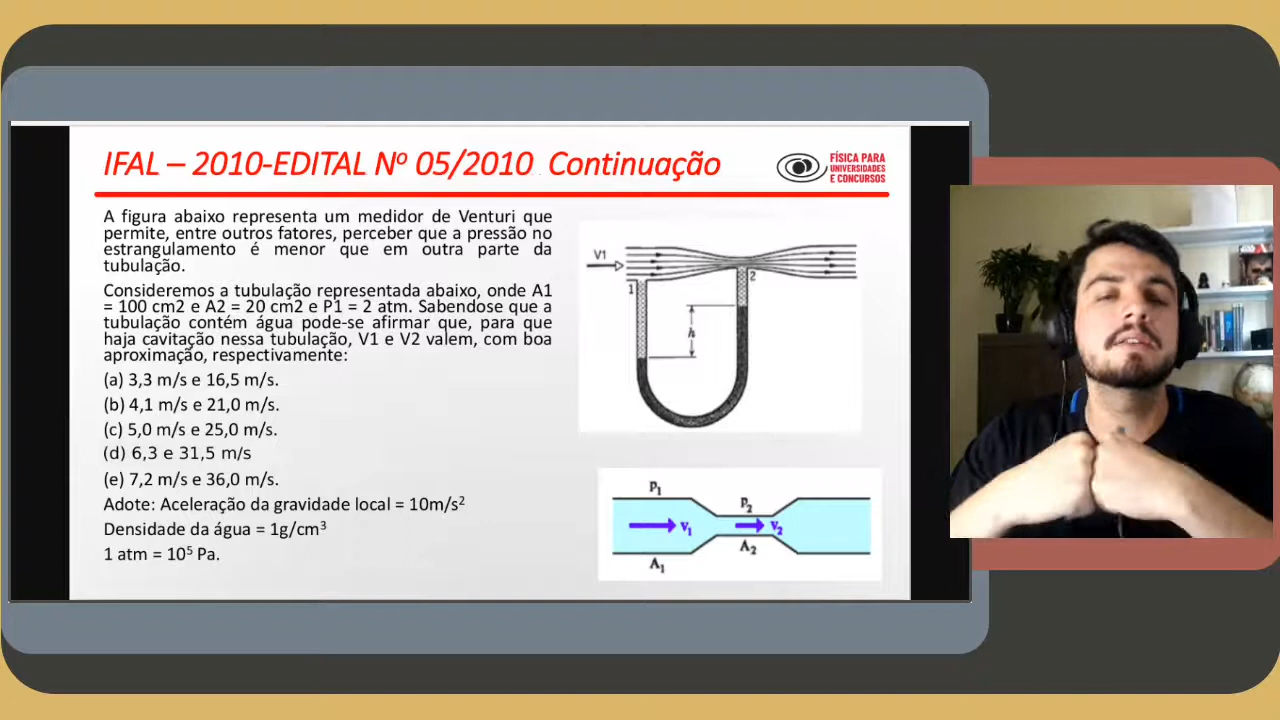 IFAL – 2010-EDITAL Nº 05/2010 Continuação
FÍSICA PARA
UNIVERSIDADES
E CONCURSOS
A figura abaixo representa um medidor de Venturi que
permite, entre outros fatores, perceber que a pressão no
estrangulamento é menor que em outra parte da
tubulação.
Consideremos a tubulação representada abaixo, onde A1
= 100 cm2 e A2 = 20 cm2 e P1 = 2 atm. Sabendose que a
tubulação contém água pode-se afirmar que, para que
haja cavitação nessa tubulação, V1 e V2 valem, com boa
aproximação, respectivamente:
(a) 3,3 m/s e 16,5 m/s.
(b) 4,1 m/s e 21,0 m/s.
(c) 5,0 m/s e 25,0 m/s.
(d) 6,3 e 31,5 m/s
(e) 7,2 m/s e 36,0 m/s.
Adote: Aceleração da gravidade local = 10m/s²
Densidade da água = 1g/cm³
1 atm = 10⁵ Pa.
V1
1
2
h
p₁
p₂
v₁
v₂
A₂
A₁